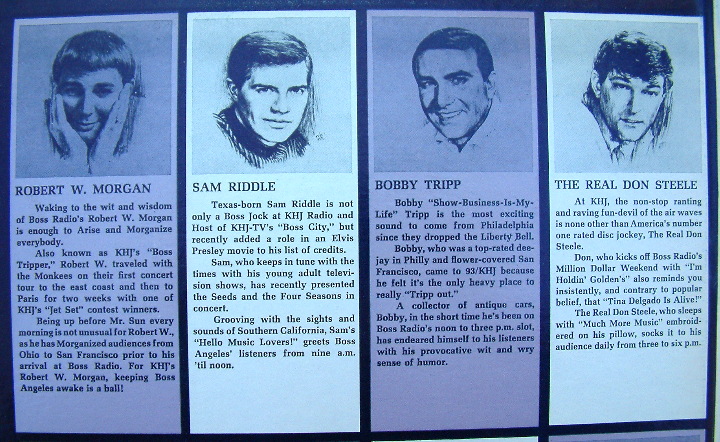 ROBERT W. MORGAN
Waking to the wit and wisdom
of Boss Radio's Robert W. Morgan
is enough to Arise and Morganize
everybody.
Also known as KHJ's "Boss
Tripper," Robert W. traveled with
the Monkees on their first concert
tour to the east coast and then to
Paris for two weeks with one of
KHJ's "Jet Set" contest winners.
Being up before Mr. Sun every
morning is not unusual for Robert W.,
as he has Morganized audiences from
Ohio to San Francisco prior to his
arrival at Boss Radio. For KHJ's
Robert W. Morgan, keeping Boss
Angeles awake is a ball!
SAM RIDDLE
Texas-born Sam Riddle is not
only a Boss Jock at KHJ Radio and
Host of KHJ-TV's "Boss City," but
recently added a role in an Elvis
Presley movie to his list of credits.
Sam, who keeps in tune with the
times with his young adult televi-
sion shows, has recently presented
the Seeds and the Four Seasons in
concert.
Grooving with the sights and
sounds of Southern California, Sam's
"Hello Music Lovers!" greets Boss
Angeles' listeners from nine a.m.
'til noon.
BOBBY TRIPP
Bobby "Show-Business-Is-My-
Life" Tripp is the most exciting
sound to come from Philadelphia
since they dropped the Liberty Bell.
Bobby, who was a top-rated dee-
jay in Philly and flower-covered San
Francisco, came to 93/KHJ because
he felt it's the only heavy place to
really "Tripp out."
A collector of antique cars,
Bobby, in the short time he's been on
Boss Radio's noon to three p.m. slot,
has endeared himself to his listeners
with his provocative wit and wry
sense of humor.
THE REAL DON STEELE
At KHJ, the non-stop ranting
and raving fun-devil of the air waves
is none other than America's number
one rated disc jockey, The Real Don
Steele.
Don, who kicks off Boss Radio's
Million Dollar Weekend with "I'm
Holdin' Golden's" also reminds you
insistently, and contrary to popular
belief, that "Tina Delgado Is Alive!"
The Real Don Steele, who sleeps
with "Much More Music" embroid-
ered on his pillow, socks it to his
audience daily from three to six p.m.